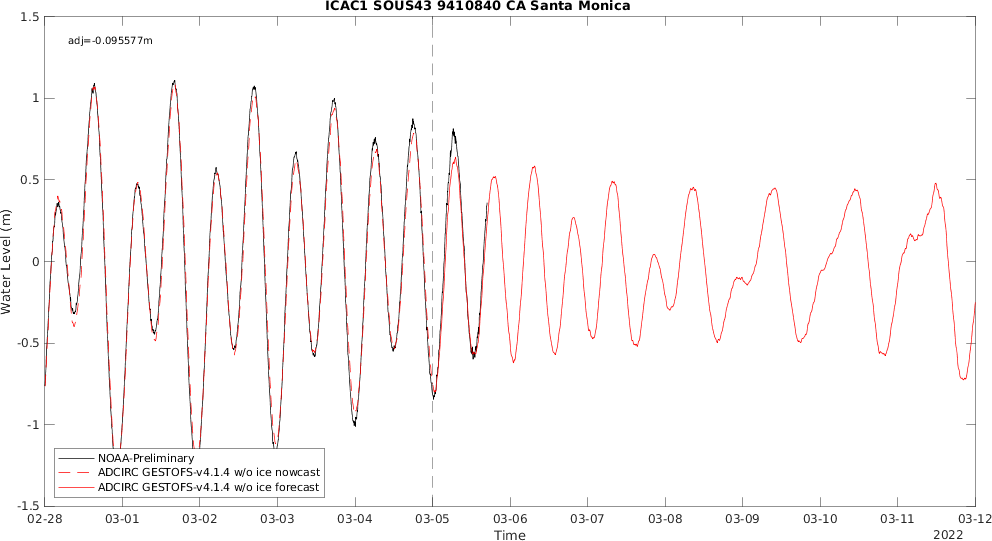 ICAC1 SOUS43 9410840 CA Santa Monica
adj=-0.095577m
1.5
1
0.5
0
-0.5
-1
-1.5
Water Level (m)
NOAA-Preliminary
ADCIRC GESTOFS-v4.1.4 w/o ice nowcast
ADCIRC GESTOFS-v4.1.4 w/o ice forecast
02-28 03-01 03-02 03-03 03-04 03-05 03-06 03-07 03-08 03-09 03-10 03-11 03-12
Time
2022